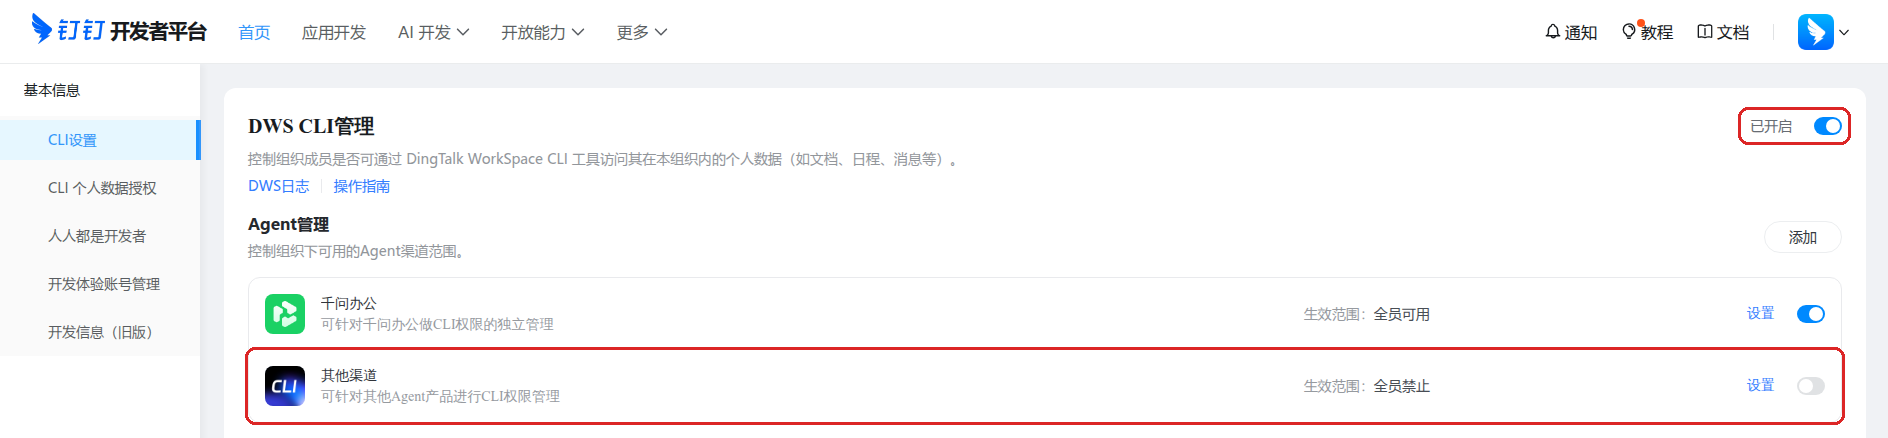 钉钉 开发者平台 首页 应用开发 AI 开发 开放能力 更多 通知 教程 文档
基本信息
CLI设置
CLI 个人数据授权
人人都是开发者
开发体验账号管理
开发信息（旧版）
DWS CLI管理
已开启
控制组织成员是否可通过 DingTalk WorkSpace CLI 工具访问其在本组织内的个人数据（如文档、日程、消息等）。
DWS日志 操作指南
Agent管理
控制组织下可用的Agent渠道范围。
添加
千问办公
可针对千问办公做CLI权限的独立管理
生效范围：全员可用
设置
CLI
其他渠道
可针对其他Agent产品进行CLI权限管理
生效范围：全员禁止
设置